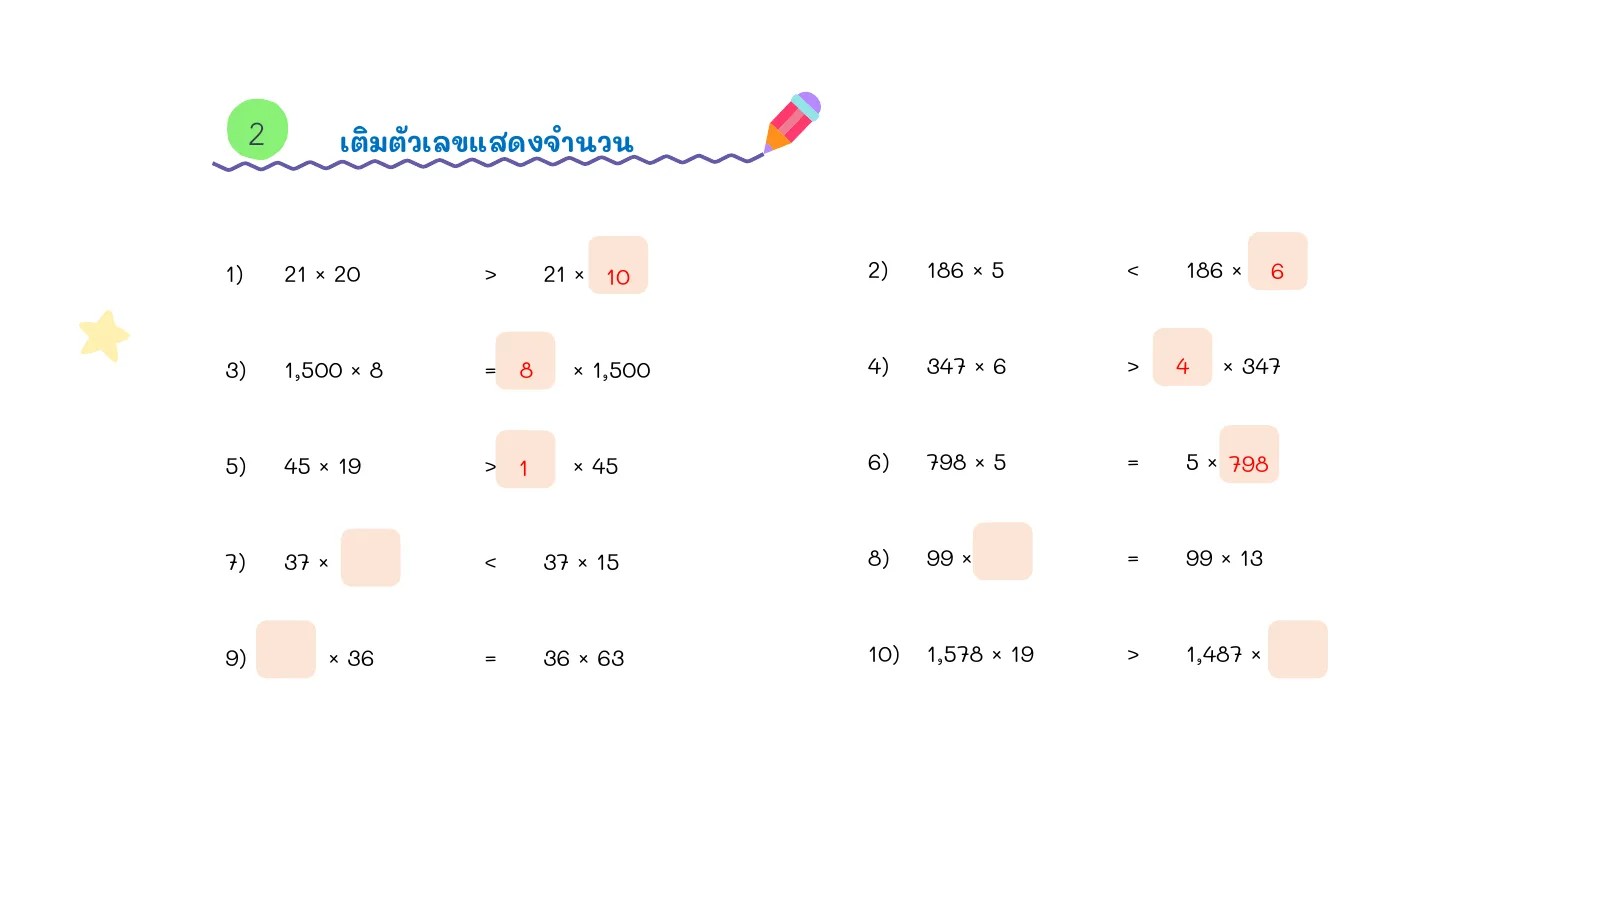 2 เติมตัวเลขแสดงจำนวน
1) 21 × 20 > 21 × 10
2) 186 × 5 < 186 × 6
3) 1,500 × 8 = 8 × 1,500
4) 347 × 6 > 4 × 347
5) 45 × 19 > 1 × 45
6) 798 × 5 = 5 × 798
7) 37 × < 37 × 15
8) 99 × = 99 × 13
9) × 36 = 36 × 63
10) 1,578 × 19 > 1,487 ×